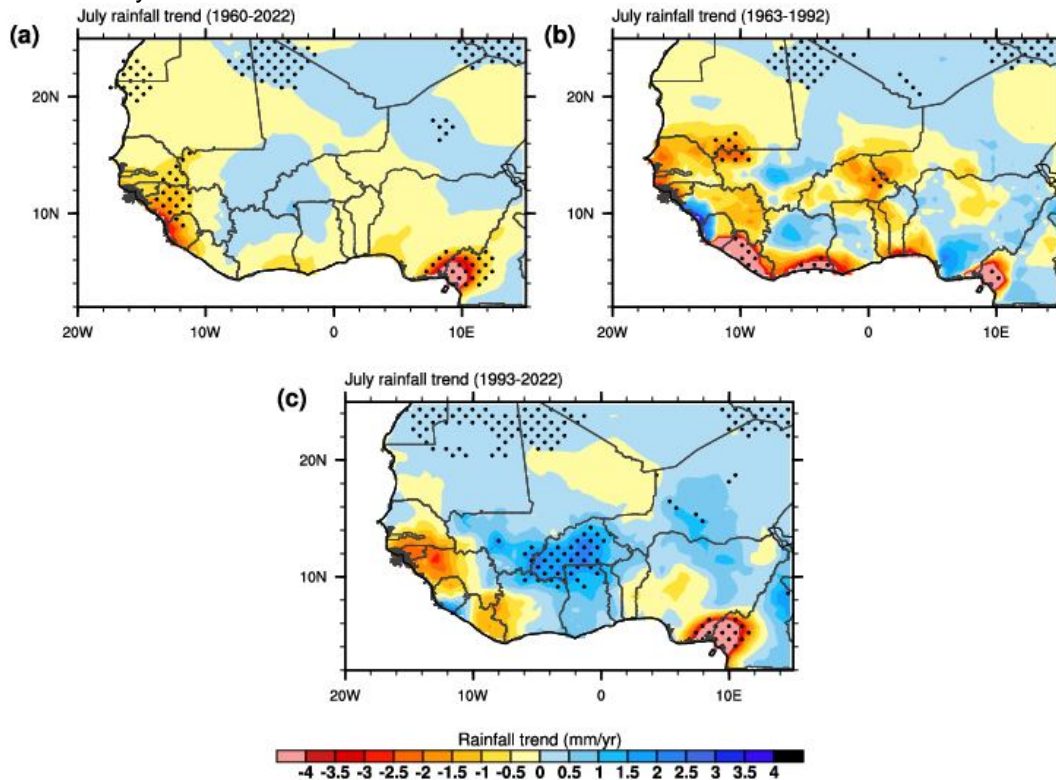 July rainfall trend (1960-2022)
(a)
20N
10N
20W 10W 0 10E
July rainfall trend (1963-1992)
(b)
20N
10N
20W 10W 0 10E
July rainfall trend (1993-2022)
(c)
20N
10N
20W 10W 0 10E
Rainfall trend (mm/yr)
-4 -3.5 -3 -2.5 -2 -1.5 -1 -0.5 0 0.5 1 1.5 2 2.5 3 3.5 4